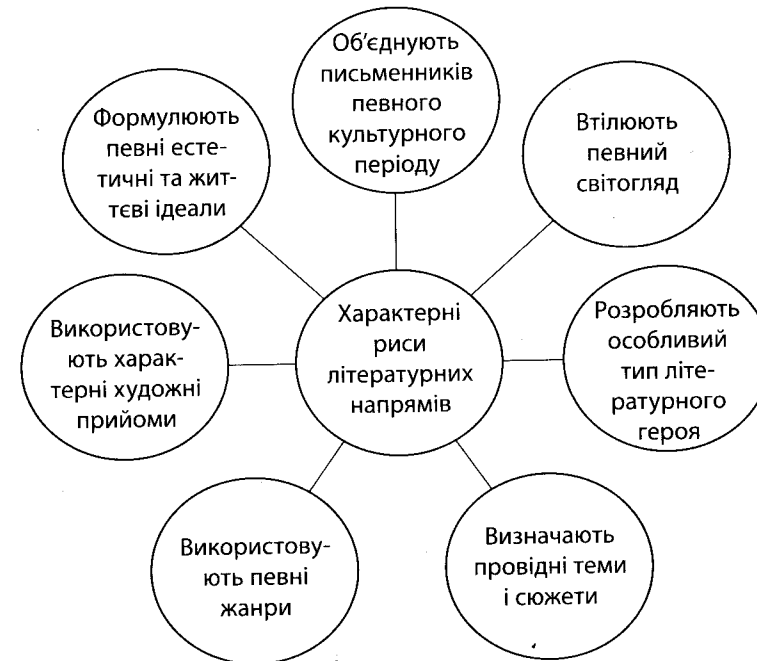 Об'єднують
письменників
певного
культурного
періоду
Формулюють
певні есте-
тичні та жит-
тєві ідеали
Втілюють
певний
світогляд
Використову-
ють харак-
терні художні
прийоми
Характерні
риси
літературних
напрямів
Розробляють
особливий
тип літе-
ратурного
героя
Використову-
ють певні
жанри
Визначають
провідні теми
і сюжети